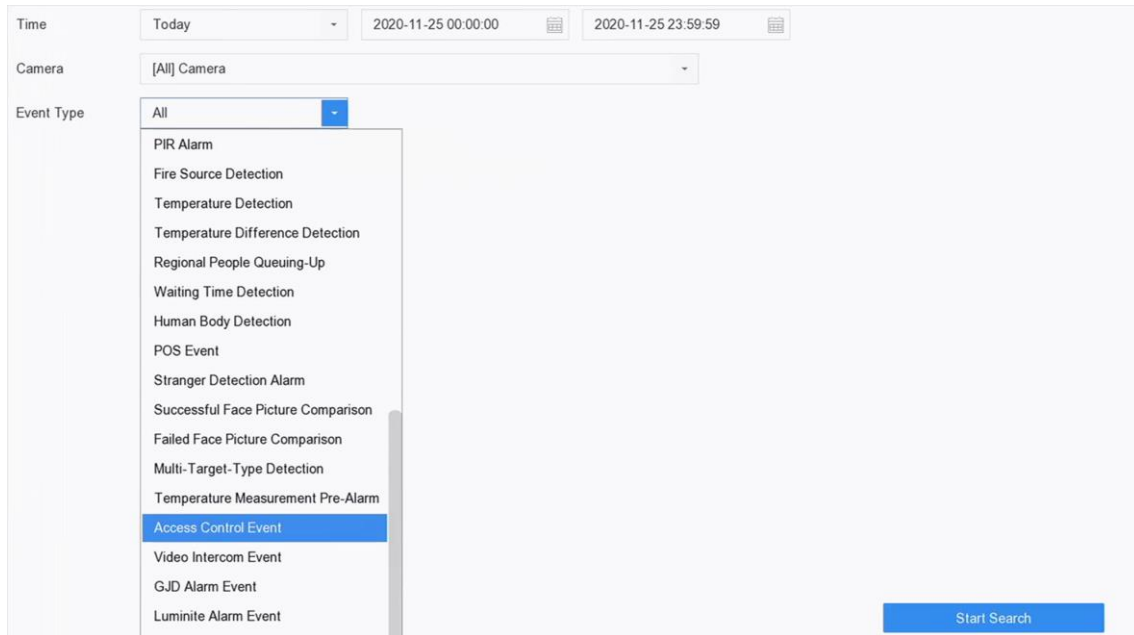 Time Today 2020-11-25 00:00:00 2020-11-25 23:59:59
Camera [All] Camera
Event Type All
PIR Alarm
Fire Source Detection
Temperature Detection
Temperature Difference Detection
Regional People Queuing-Up
Waiting Time Detection
Human Body Detection
POS Event
Stranger Detection Alarm
Successful Face Picture Comparison
Failed Face Picture Comparison
Multi-Target-Type Detection
Temperature Measurement Pre-Alarm
Access Control Event
Video Intercom Event
GJD Alarm Event
Luminite Alarm Event
Start Search